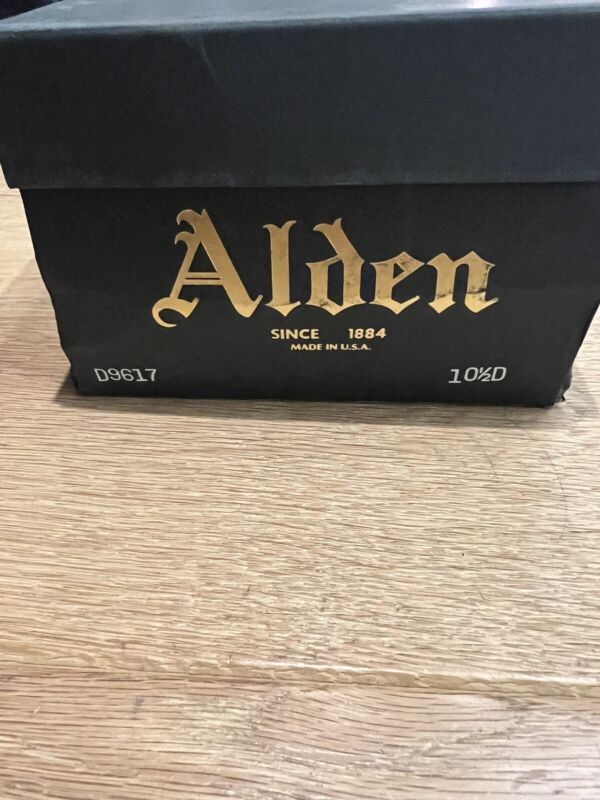 Alden
SINCE 1884
MADE IN U.S.A.
D9617 10½D